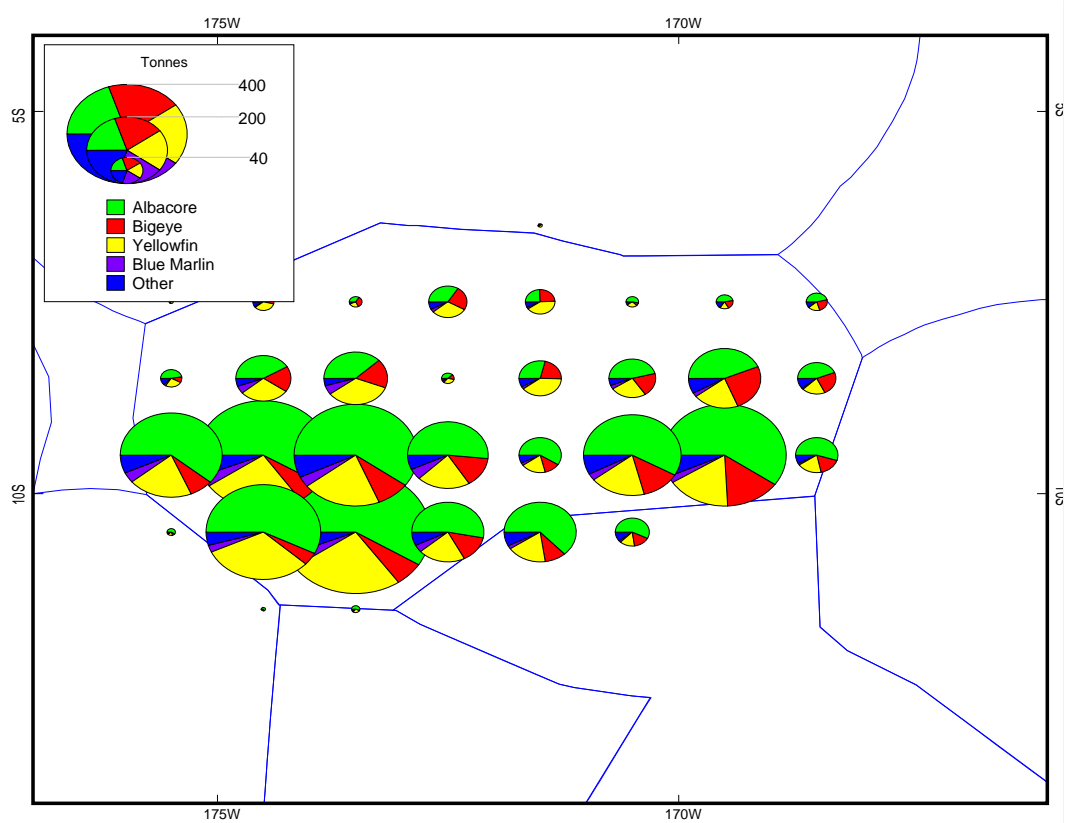 175W 170W
Tonnes
400
200
40
Albacore
Bigeye
Yellowfin
Blue Marlin
Other
5S
10S
175W 170W